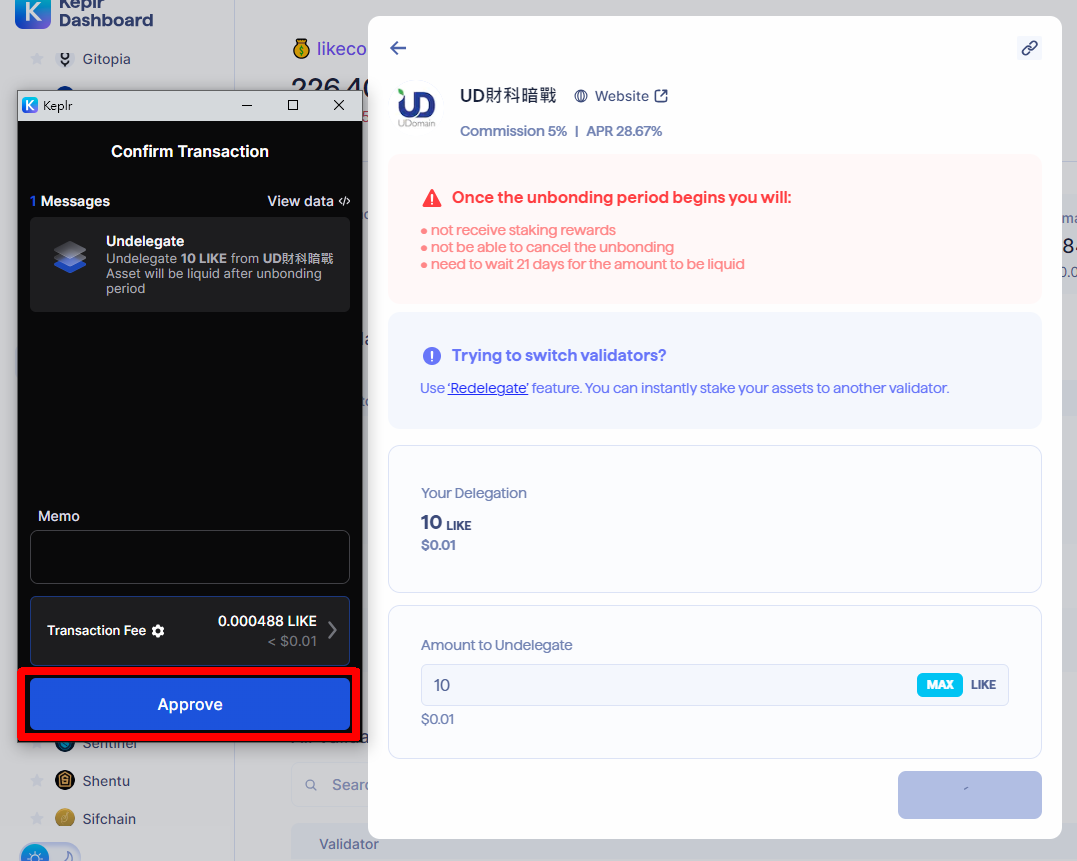 Keplr
Dashboard
Gitopia
likeco
226.40
Keplr
Confirm Transaction
1 Messages
View data </>
Undelegate
Undelegate 10 LIKE from UD財科暗戰
Asset will be liquid after unbonding
period
Memo
Transaction Fee
0.000488 LIKE
< $0.01
Approve
Sentinel
Shentu
Sifchain
UD
UDomain
UD財科暗戰
Website
Commission 5% | APR 28.67%
Once the unbonding period begins you will:
• not receive staking rewards
• not be able to cancel the unbonding
• need to wait 21 days for the amount to be liquid
Trying to switch validators?
Use 'Redelegate' feature. You can instantly stake your assets to another validator.
Your Delegation
10 LIKE
$0.01
Amount to Undelegate
10
MAX LIKE
$0.01
Searc
Validator